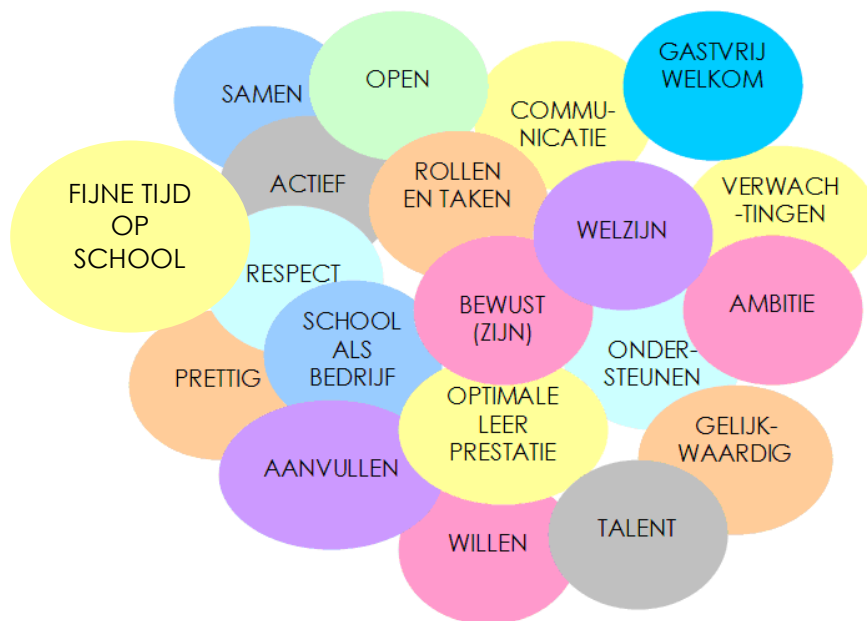 GASTVRIJ
WELKOM
OPEN
SAMEN
COMMU-
NICATIE
ROLLEN
EN TAKEN
ACTIEF
VERWACH
-TINGEN
FIJNE TIJD
OP
SCHOOL
WELZIJN
RESPECT
BEWUST
(ZIJN)
AMBITIE
SCHOOL
ALS
BEDRIJF
ONDER-
STEUNEN
PRETTIG
OPTIMALE
LEER
PRESTATIE
GELIJK-
WAARDIG
AANVULLEN
TALENT
WILLEN